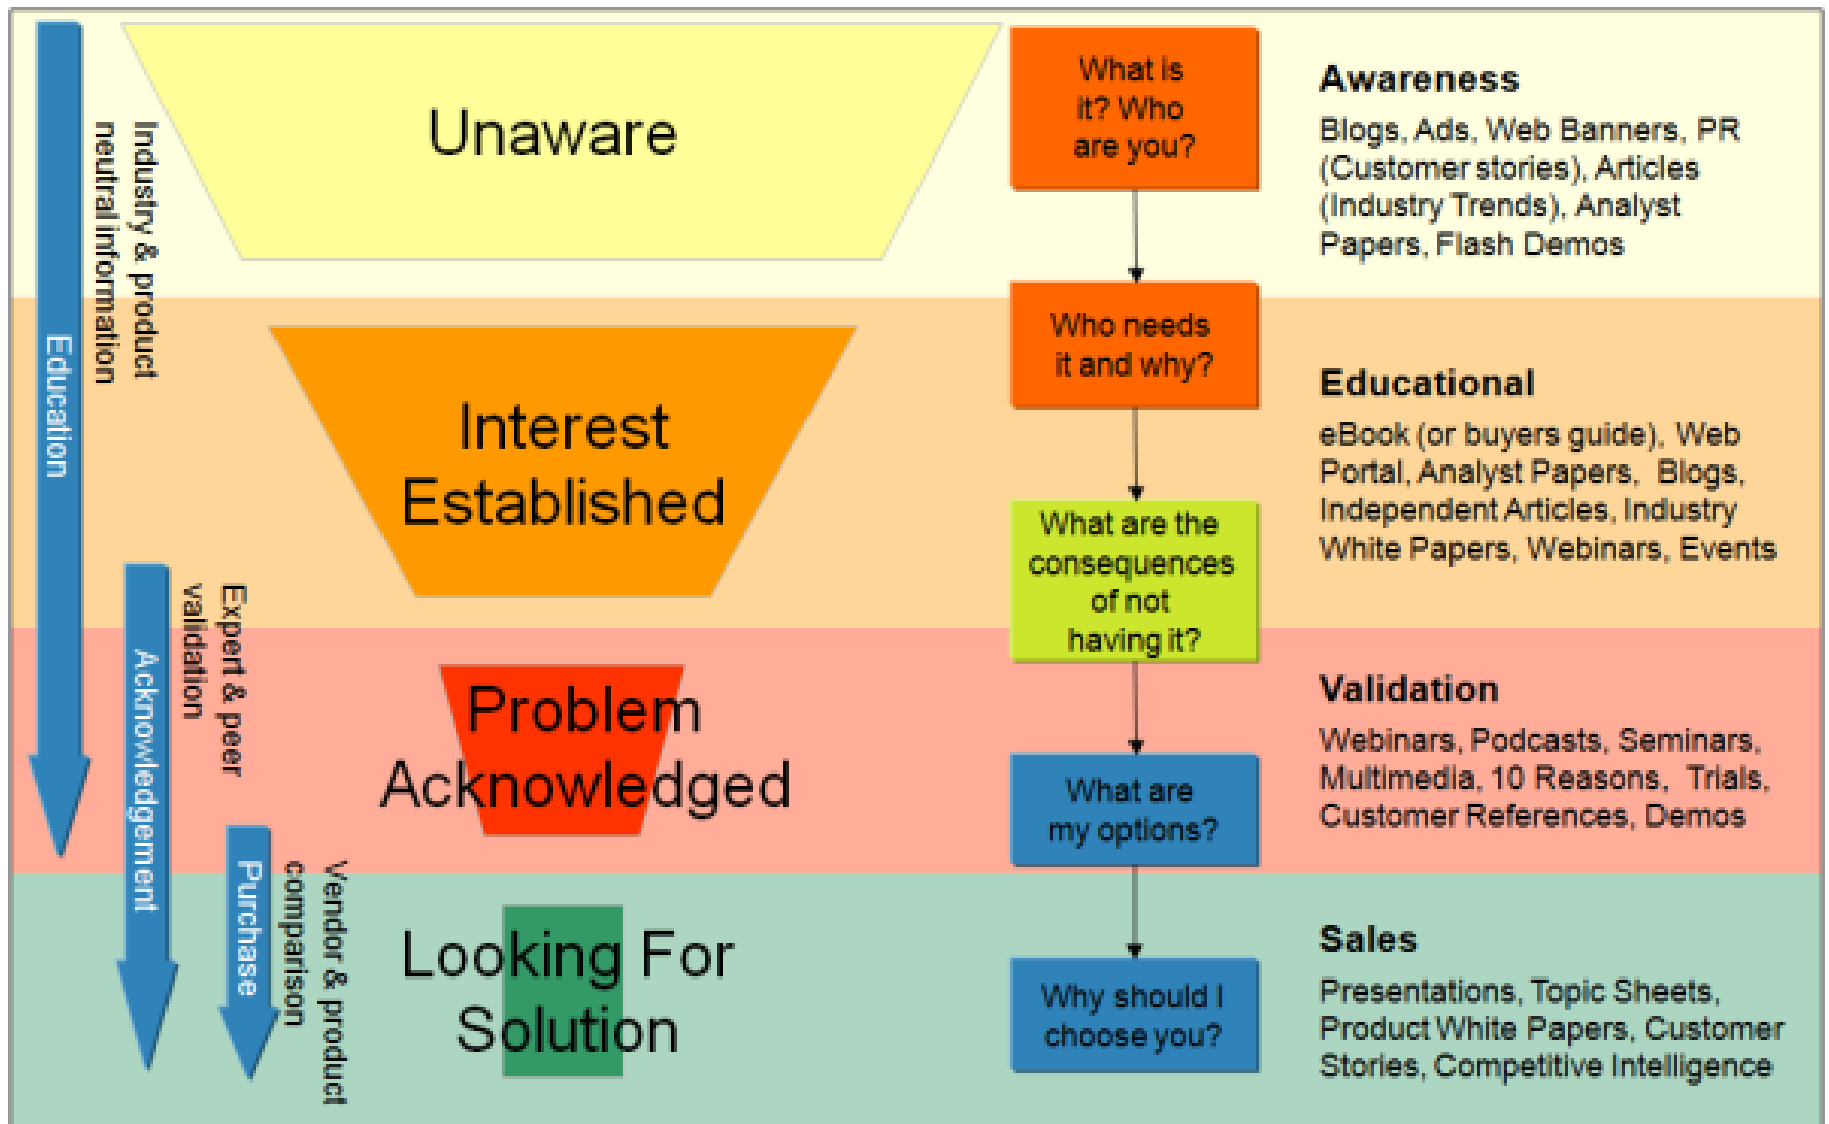 Education
Industry & product
neutral information
Acknowledgement
Expert & peer
validation
Purchase
Vendor & product
comparison
Unaware
Interest
Established
Problem
Acknowledged
Looking For
Solution
What is
it? Who
are you?
Who needs
it and why?
What are the
consequences
of not
having it?
What are
my options?
Why should I
choose you?
Awareness
Blogs, Ads, Web Banners, PR
(Customer stories), Articles
(Industry Trends), Analyst
Papers, Flash Demos
Educational
eBook (or buyers guide), Web
Portal, Analyst Papers, Blogs,
Independent Articles, Industry
White Papers, Webinars, Events
Validation
Webinars, Podcasts, Seminars,
Multimedia, 10 Reasons, Trials,
Customer References, Demos
Sales
Presentations, Topic Sheets,
Product White Papers, Customer
Stories, Competitive Intelligence